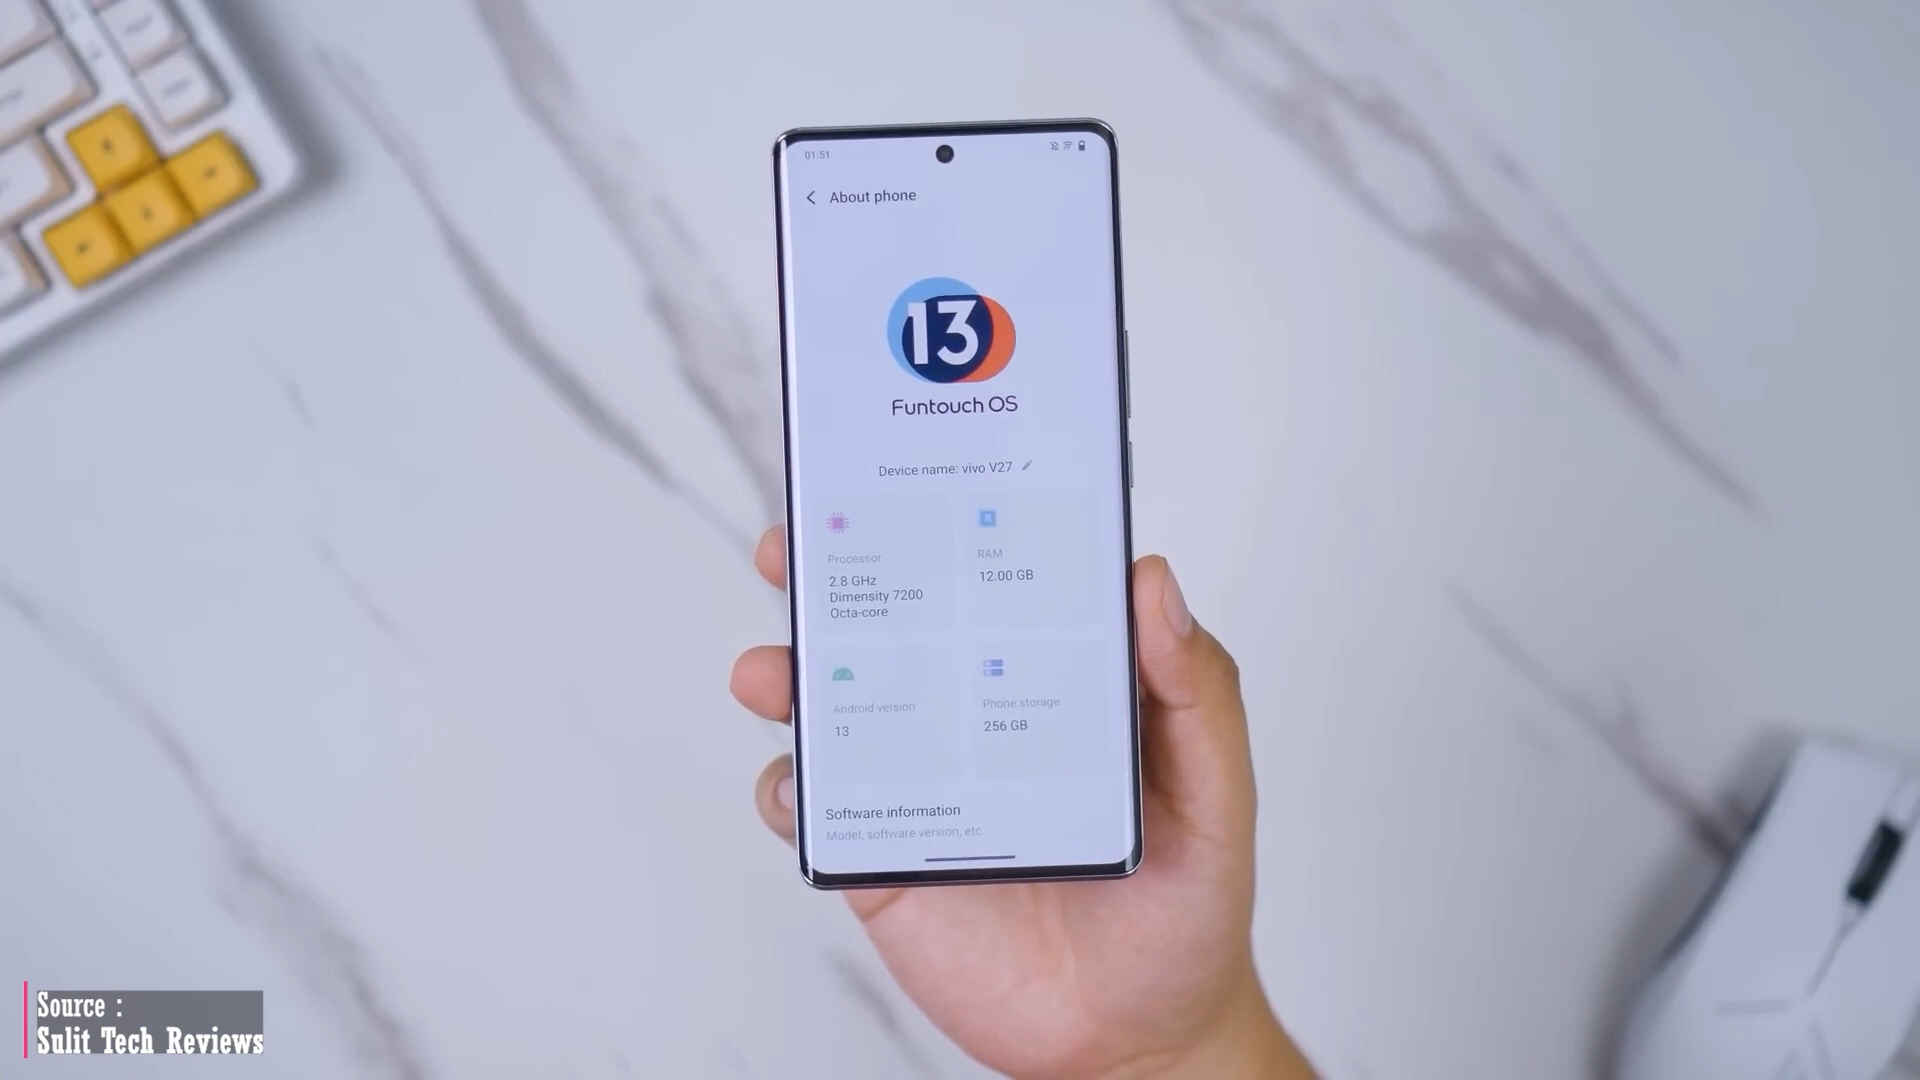 01:51
About phone
13
Funtouch OS
Device name: vivo V27
Processor
2.8 GHz
Dimensity 7200
Octa-core
R
RAM
12.00 GB
Android version
13
Phone storage
256 GB
Software information
Model, software version, etc.
Source :
Sulit Tech Reviews